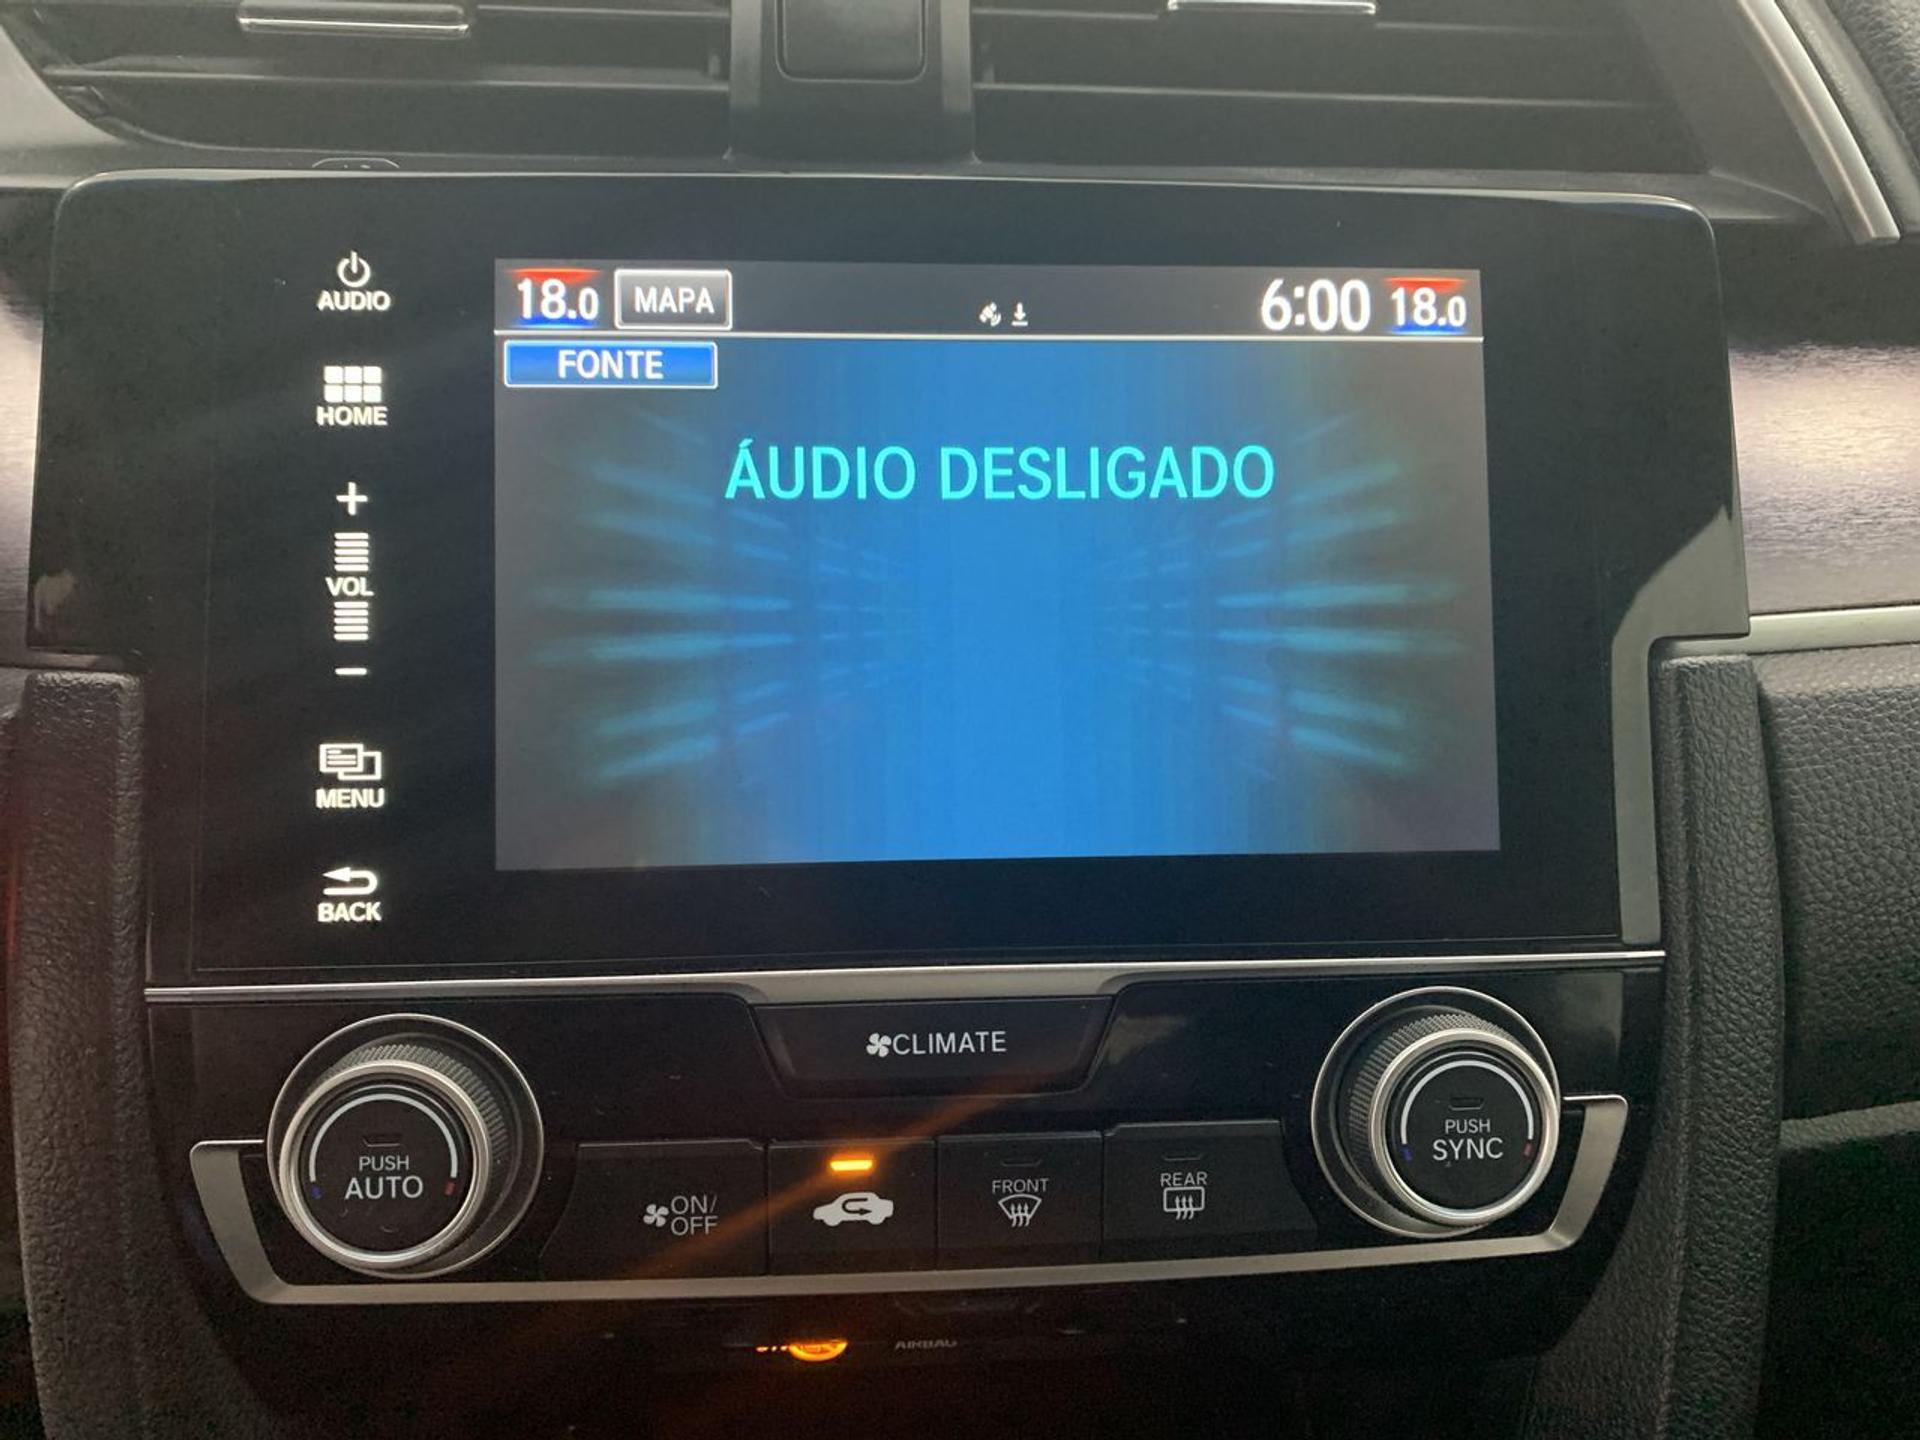 AUDIO
HOME
+
VOL
−
MENU
BACK
18.0 MAPA 6:00 18.0
FONTE
ÁUDIO DESLIGADO
CLIMATE
PUSH
AUTO
ON/
OFF
FRONT
REAR
PUSH
SYNC
AIRBAG